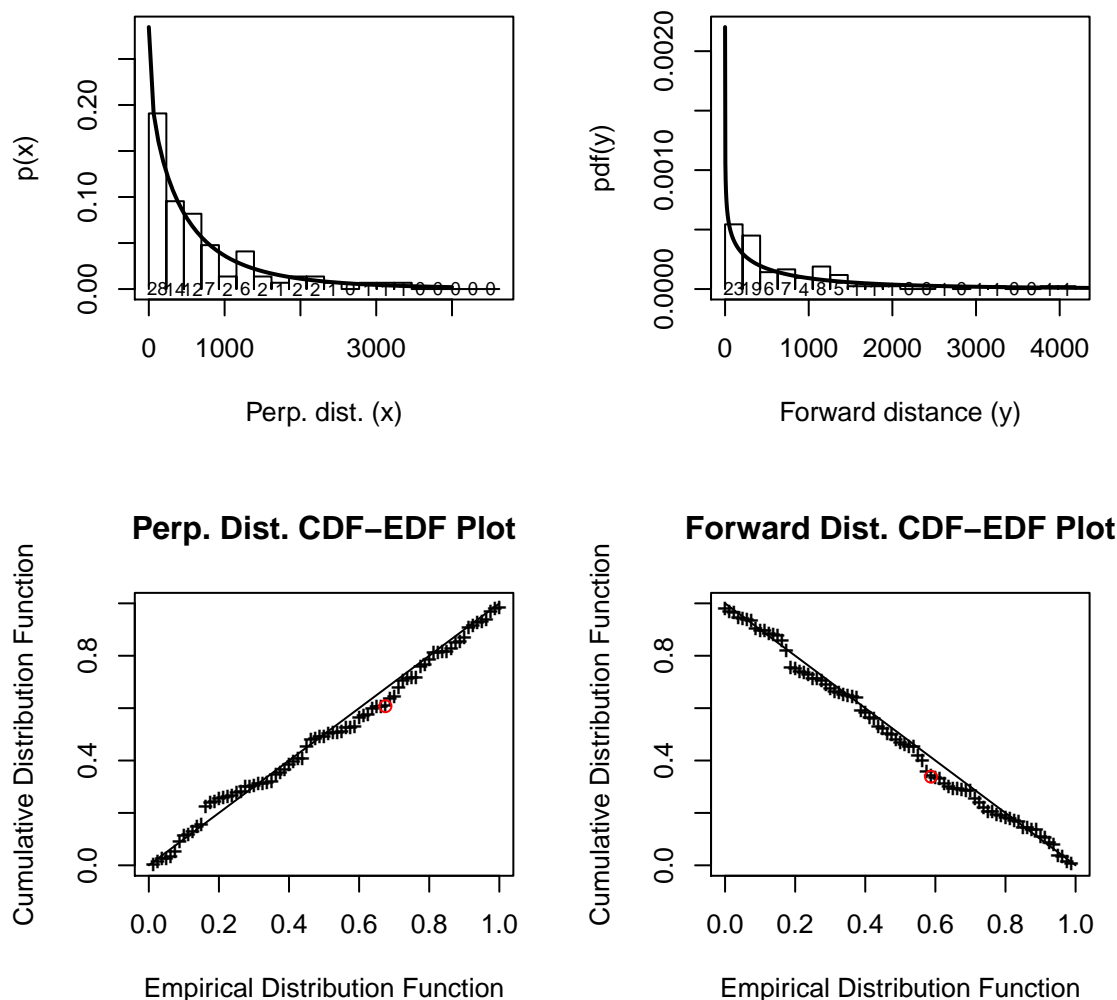 p(x)
0.00 0.10 0.20
28 14 12 7 2 6 2 1 2 2 1 0 1 1 1 0 0 0 0 0
0 1000 3000
Perp. dist. (x)
pdf(y)
0.0000 0.0010 0.0020
23 19 6 7 4 8 5 1 1 1 0 0 1 0 1 1 0 0 1 1
0 1000 2000 3000 4000
Forward distance (y)
Perp. Dist. CDF−EDF Plot
Cumulative Distribution Function
0.0 0.4 0.8
0.0 0.2 0.4 0.6 0.8 1.0
Empirical Distribution Function
Forward Dist. CDF−EDF Plot
Cumulative Distribution Function
0.0 0.4 0.8
0.0 0.2 0.4 0.6 0.8 1.0
Empirical Distribution Function